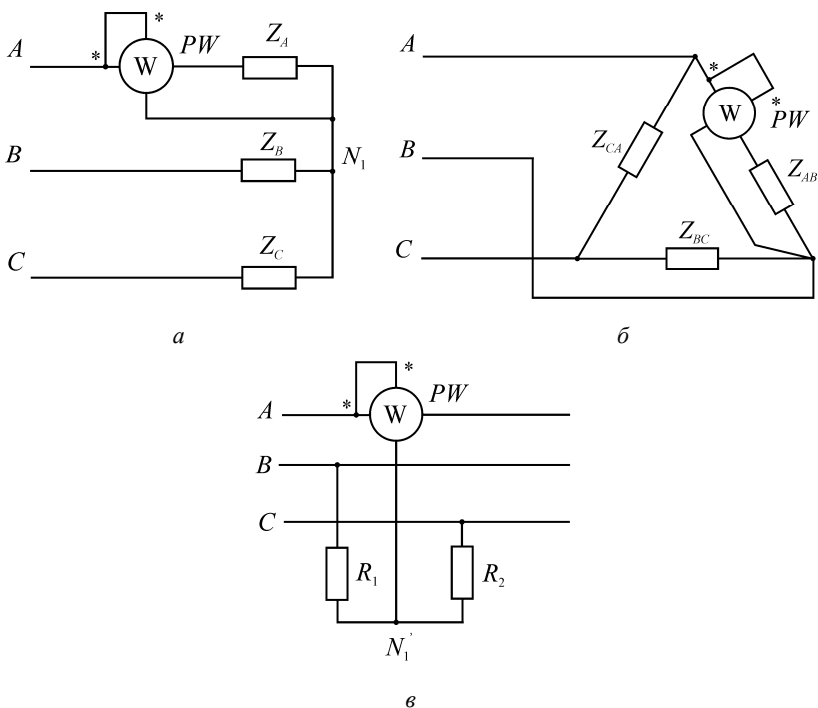 *
A * W PW Z_A
B Z_B N_1
C Z_C
а
A * W * PW
Z_CA Z_AB
B
C Z_BC
б
*
A * W PW
B
C
R_1 R_2
N_1'
в